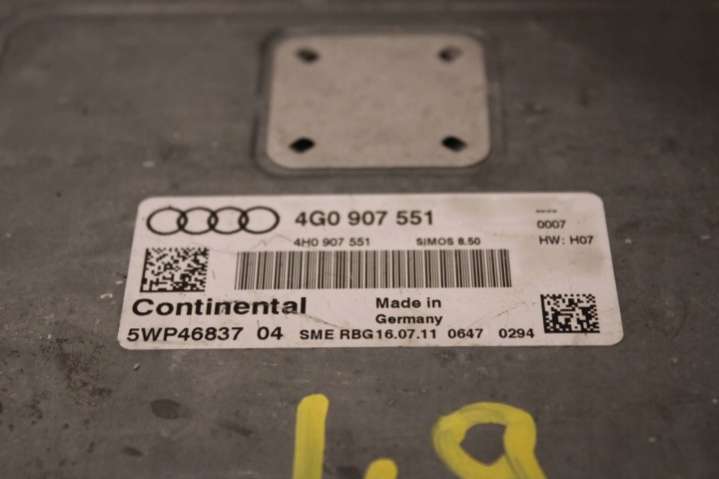 4G0 907 551
0007
4H0 907 551 SIMOS 8.50 HW: H07
Continental
Made in
Germany
5WP46837 04 SME RBG16.07.11 0647 0294